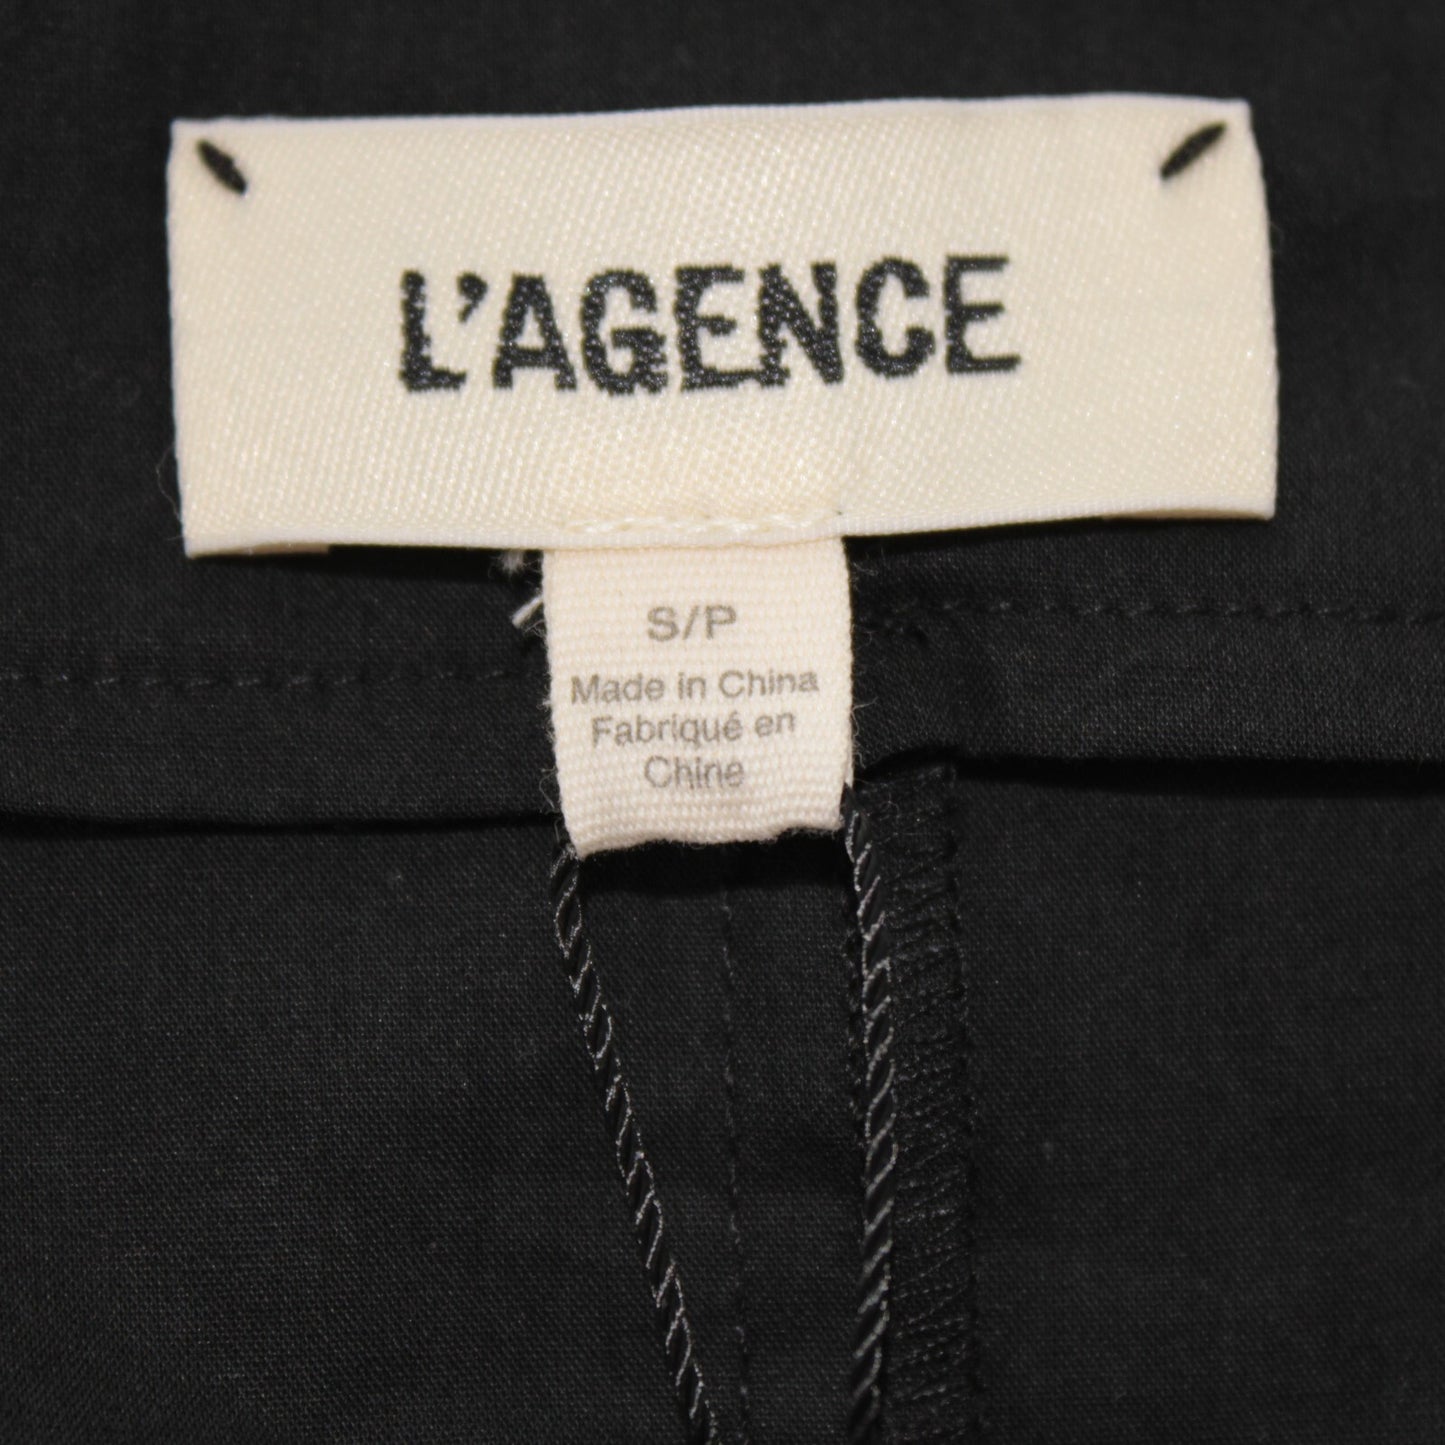 L'AGENCE
S/P
Made in China
Fabriqué en
Chine